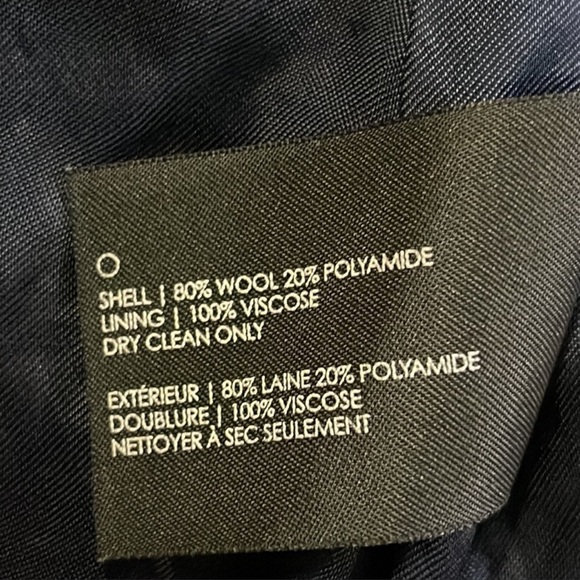 SHELL | 80% WOOL 20% POLYAMIDE
LINING | 100% VISCOSE
DRY CLEAN ONLY
EXTÉRIEUR | 80% LAINE 20% POLYAMIDE
DOUBLURE | 100% VISCOSE
NETTOYER À SEC SEULEMENT